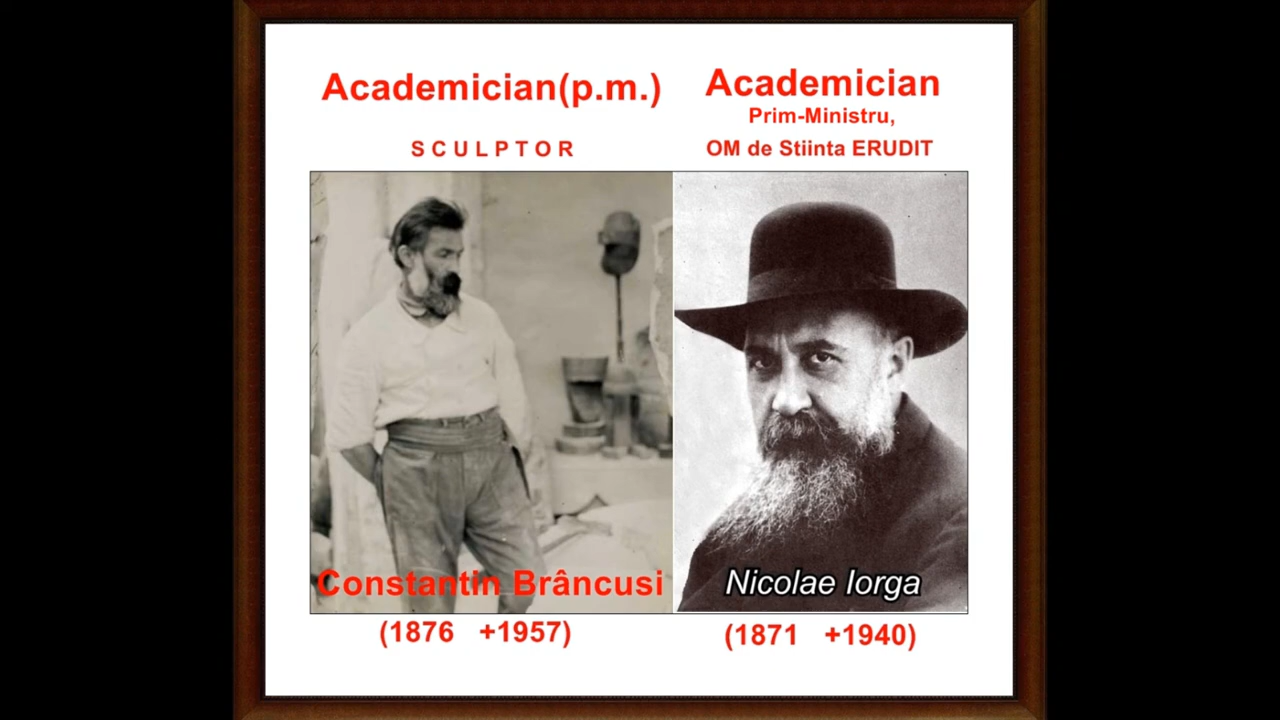 Academician(p.m.)
SCULPTOR
Constantin Brâncusi
(1876 +1957)
Academician
Prim-Ministru,
OM de Stiinta ERUDIT
Nicolae Iorga
(1871 +1940)